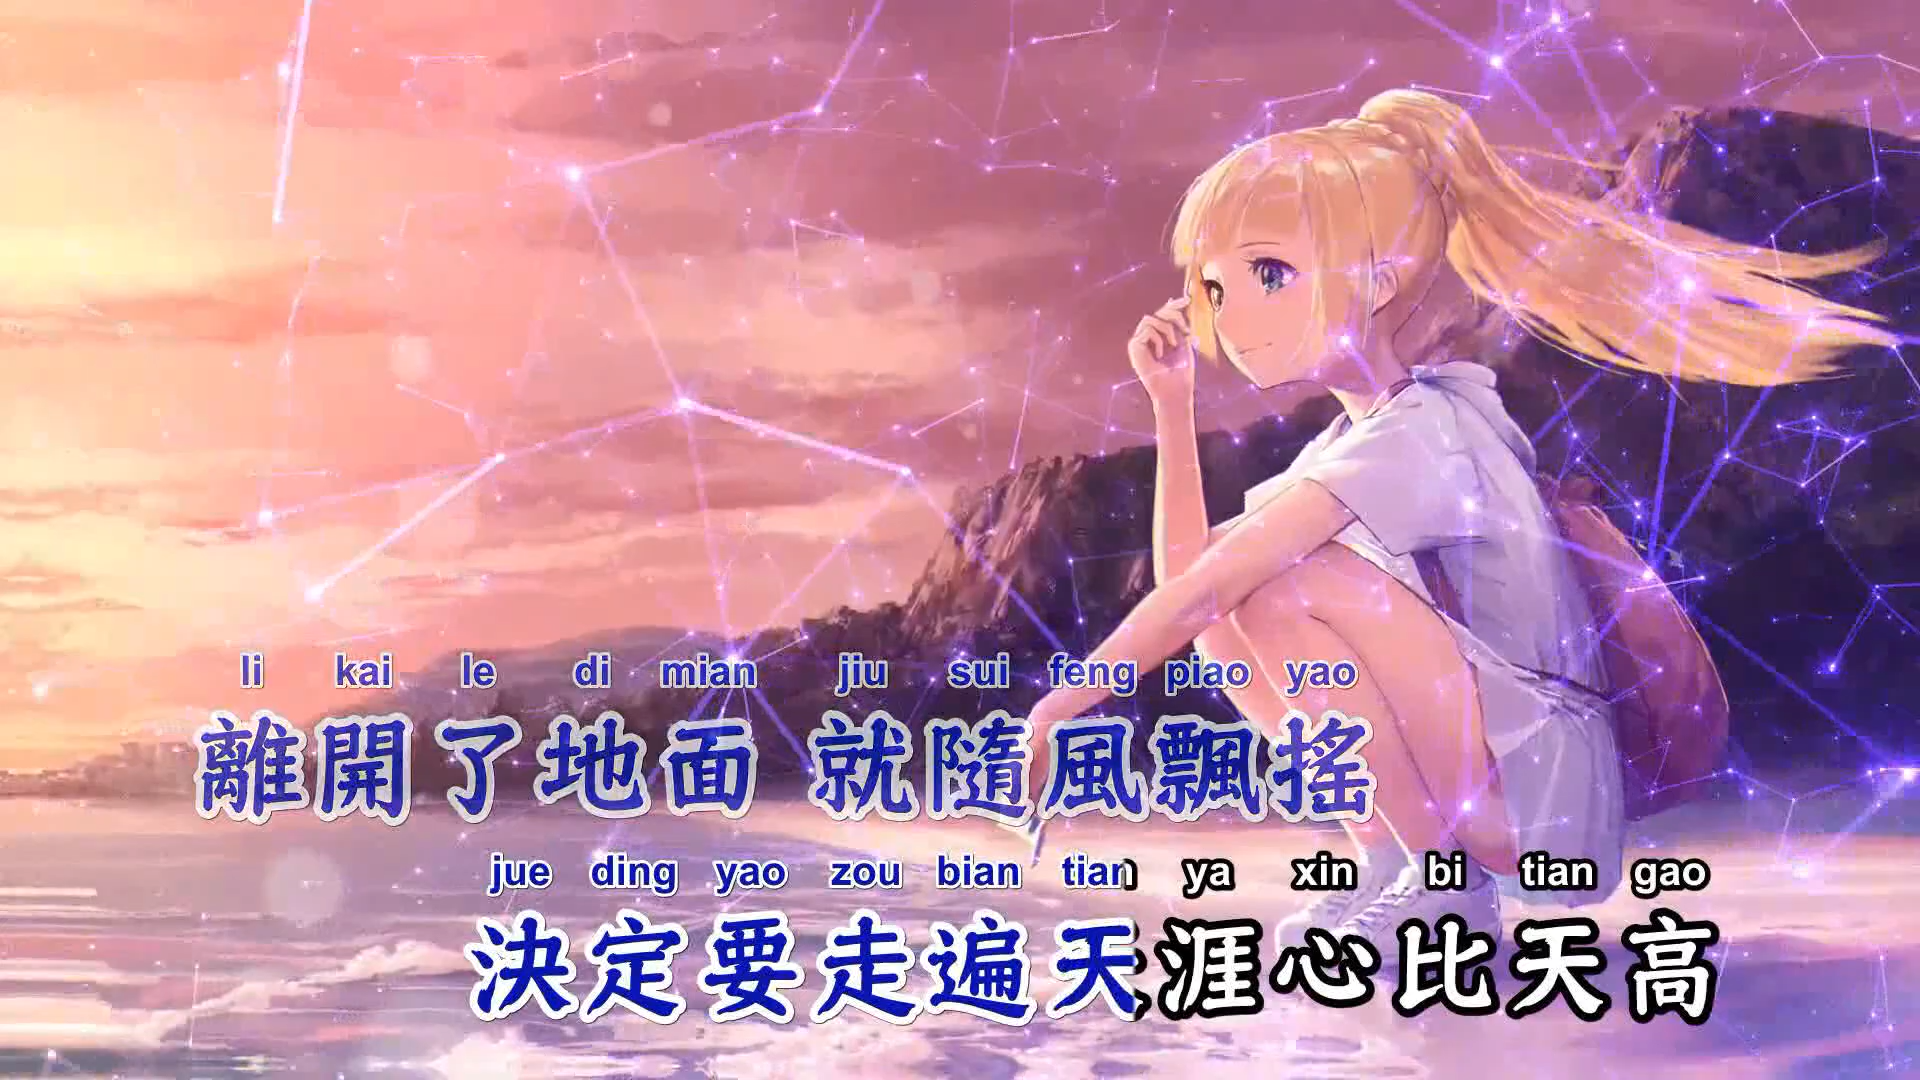 li kai le di mian jiu sui feng piao yao
離開了地面 就隨風飄搖
jue ding yao zou bian tian ya xin bi tian gao
決定要走遍天涯心比天高